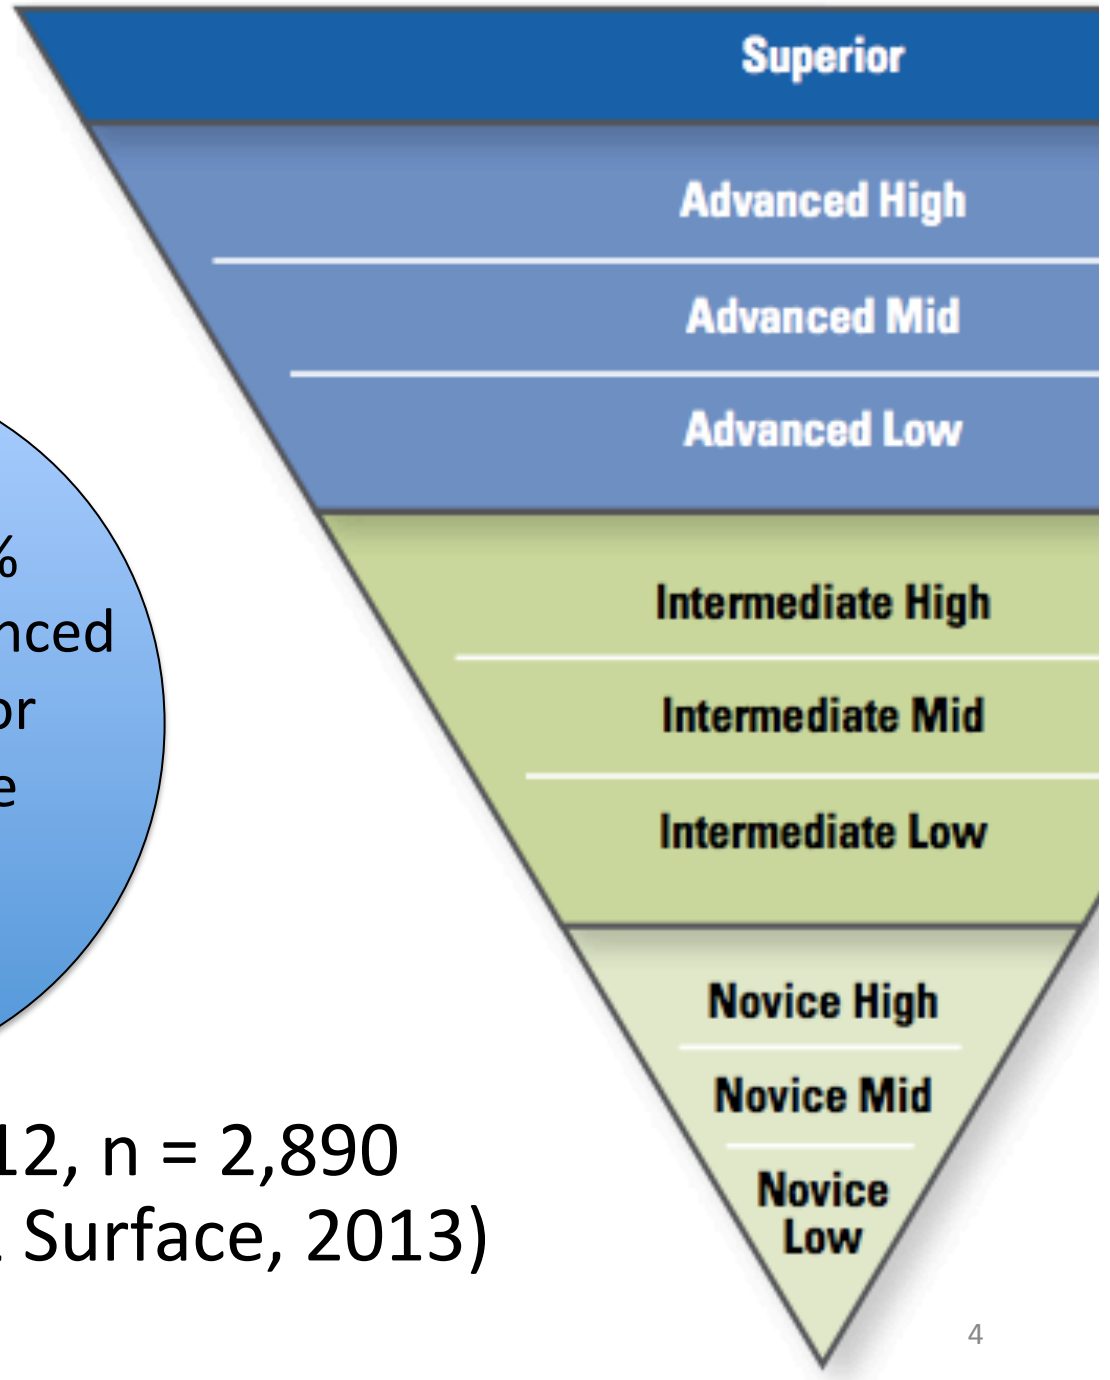 Superior
Advanced High
Advanced Mid
Advanced Low
Intermediate High
Intermediate Mid
Intermediate Low
Novice High
Novice Mid
Novice
Low
%
nced
or
e
12, n = 2,890
Surface, 2013)
4